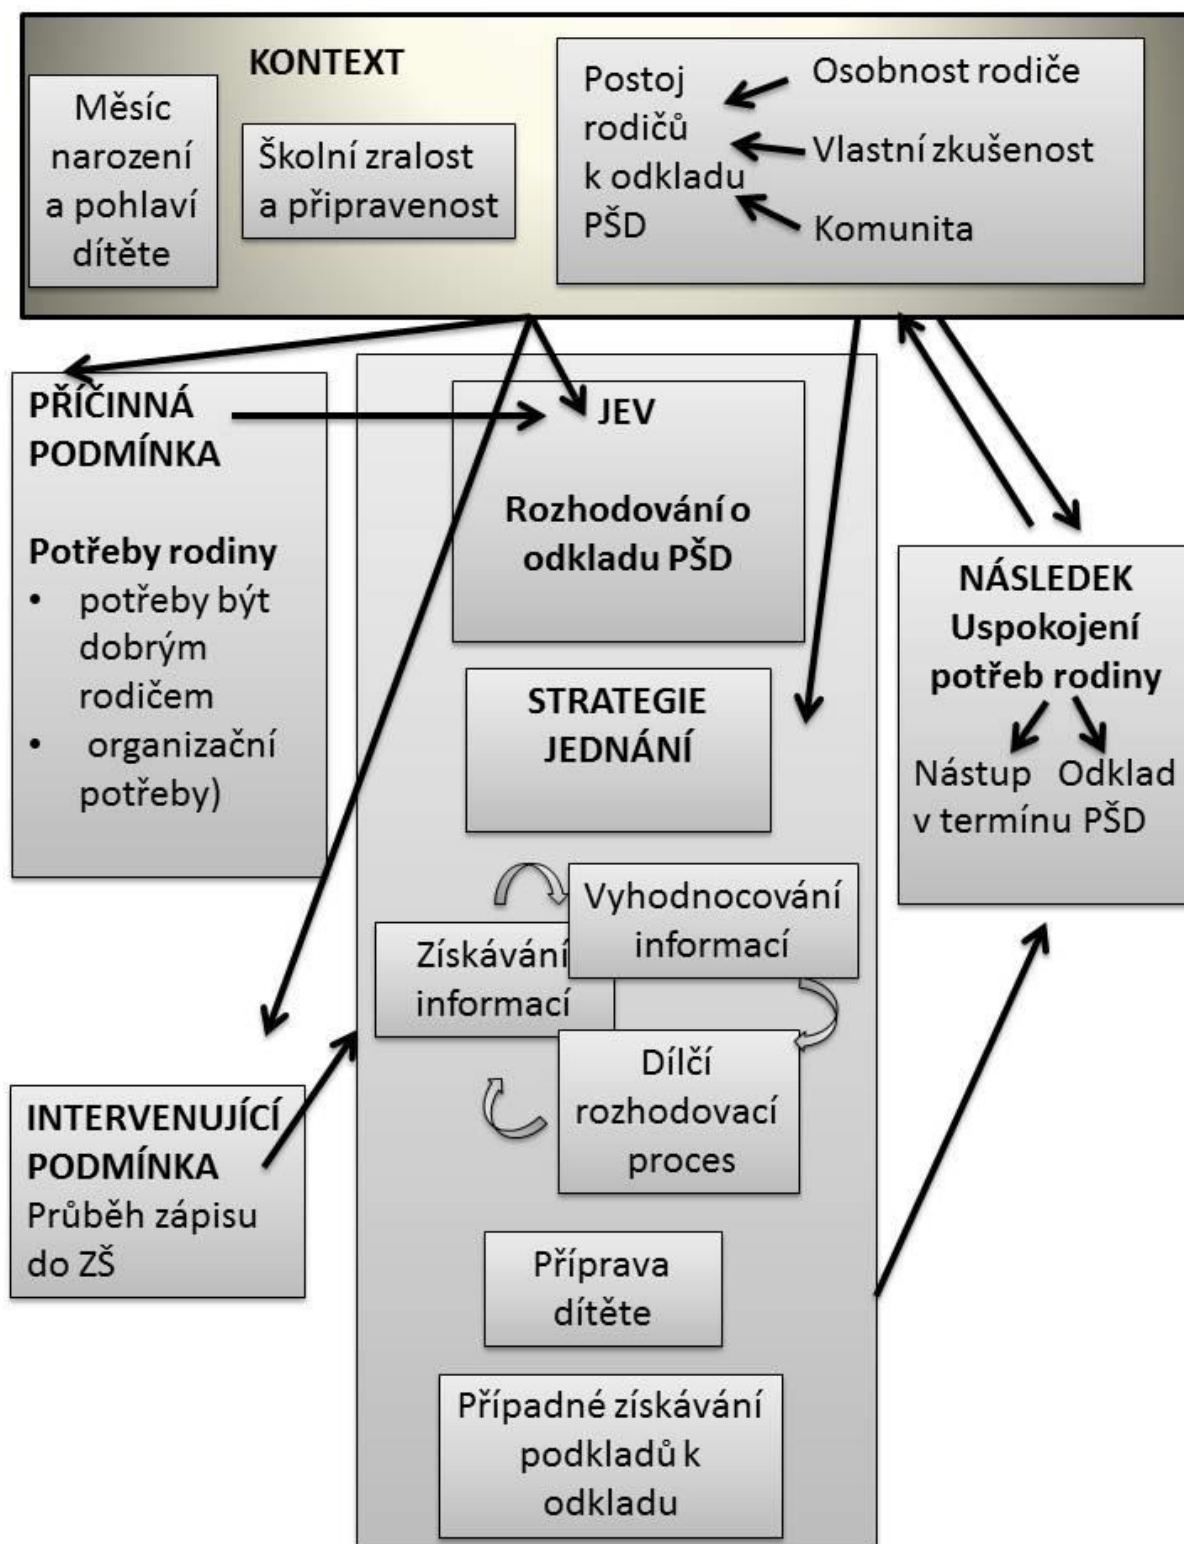 KONTEXT
Měsíc
narození
a pohlaví
dítěte
Školní zralost
a připravenost
Postoj
rodičů
k odkladu
PŠD
Osobnost rodiče
Vlastní zkušenost
Komunita
PŘÍČINNÁ
PODMÍNKA
Potřeby rodiny
• potřeby být
dobrým
rodičem
• organizační
potřeby)
JEV
Rozhodování o
odkladu PŠD
STRATEGIE
JEDNÁNÍ
Vyhodnocování
informací
Získávání
informací
Dílčí
rozhodovací
proces
Příprava
dítěte
Případné získávání
podkladů k
odkladu
INTERVENUJÍCÍ
PODMÍNKA
Průběh zápisu
do ZŠ
NÁSLEDEK
Uspokojení
potřeb rodiny
Nástup Odklad
v termínu PŠD